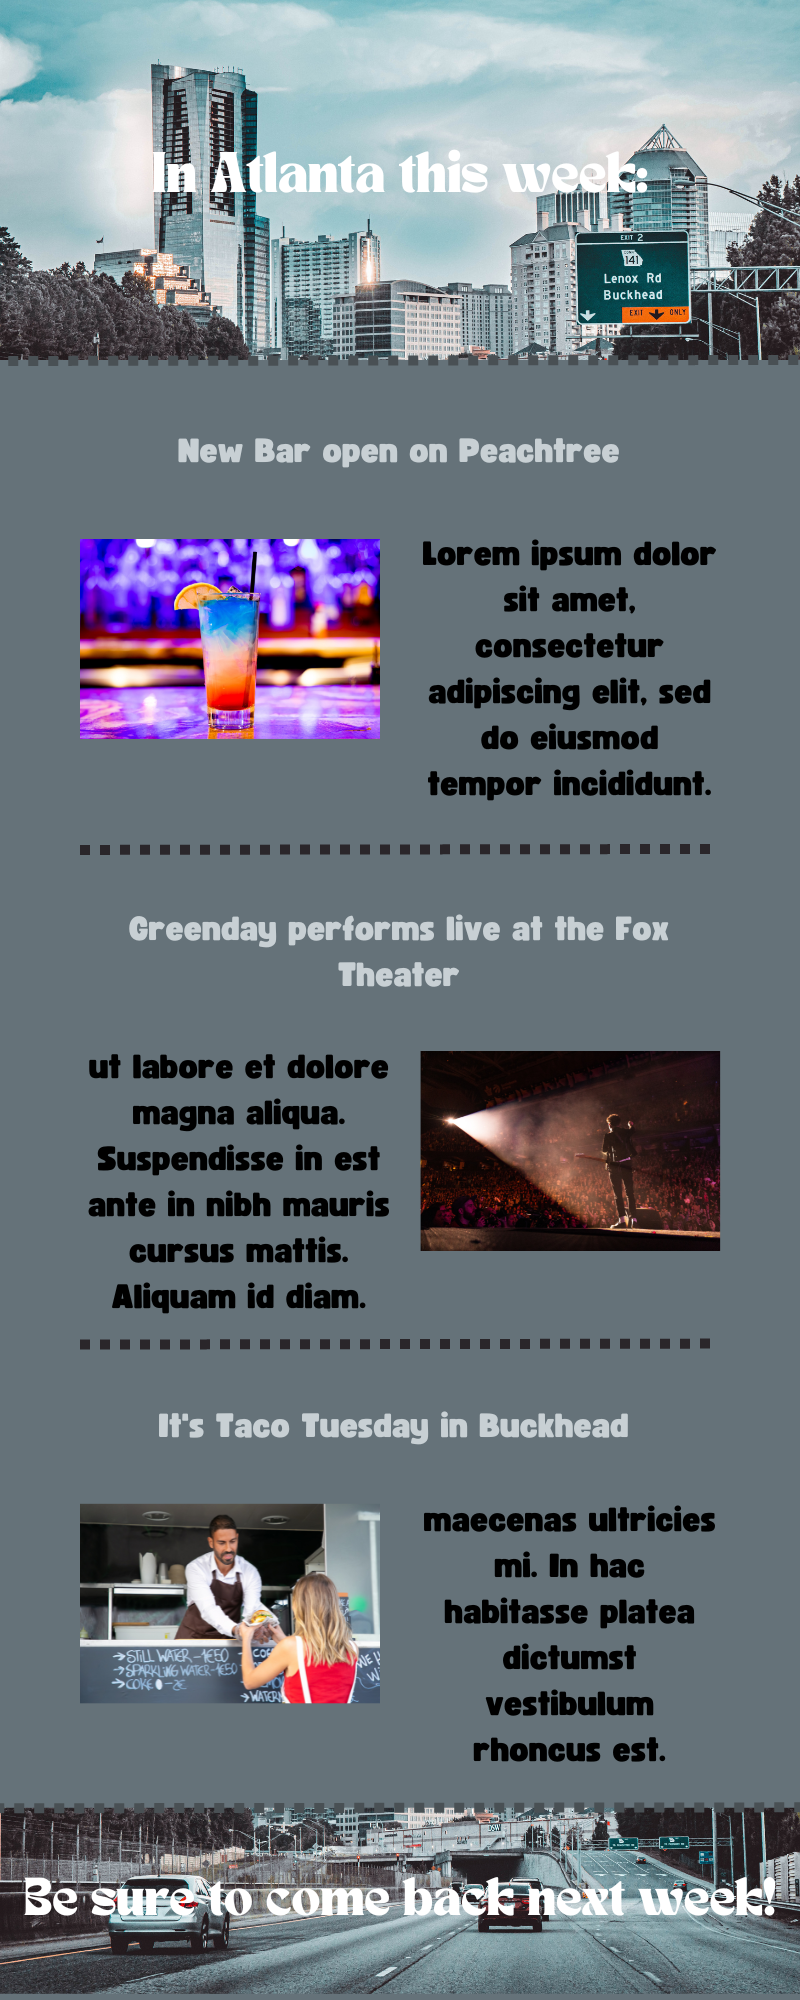 In Atlanta this week:
EXIT 2
141
Lenox Rd
Buckhead
EXIT ONLY
New Bar open on Peachtree
Lorem ipsum dolor
sit amet,
consectetur
adipiscing elit, sed
do eiusmod
tempor incididunt.
Greenday performs live at the Fox
Theater
ut labore et dolore
magna aliqua.
Suspendisse in est
ante in nibh mauris
cursus mattis.
Aliquam id diam.
It's Taco Tuesday in Buckhead
maecenas ultricies
mi. In hac
habitasse platea
dictumst
vestibulum
rhoncus est.
→STILL WATER -1€50
→SPARKLING WATER -1€50
→COKE -2€
DSW
Be sure to come back next week!